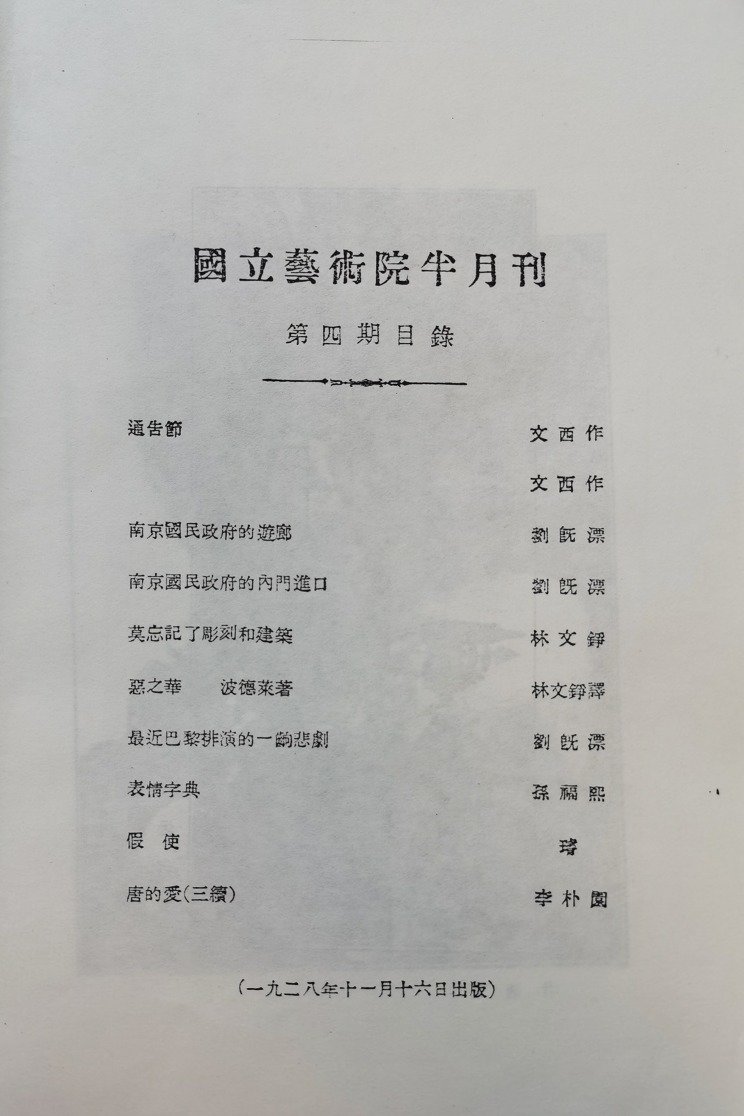 國立藝術院半月刊
第四期目錄
通告節 文西作
文西作
南京國民政府的遊廊 劉既漂
南京國民政府的內門進口 劉既漂
莫忘記了彫刻和建築 林文錚
惡之華 波德萊著 林文錚譯
最近巴黎排演的一齣悲劇 劉既漂
表情字典 孫福熙
假使 璿
唐的愛(三續) 李朴園
(一九二八年十一月十六日出版)